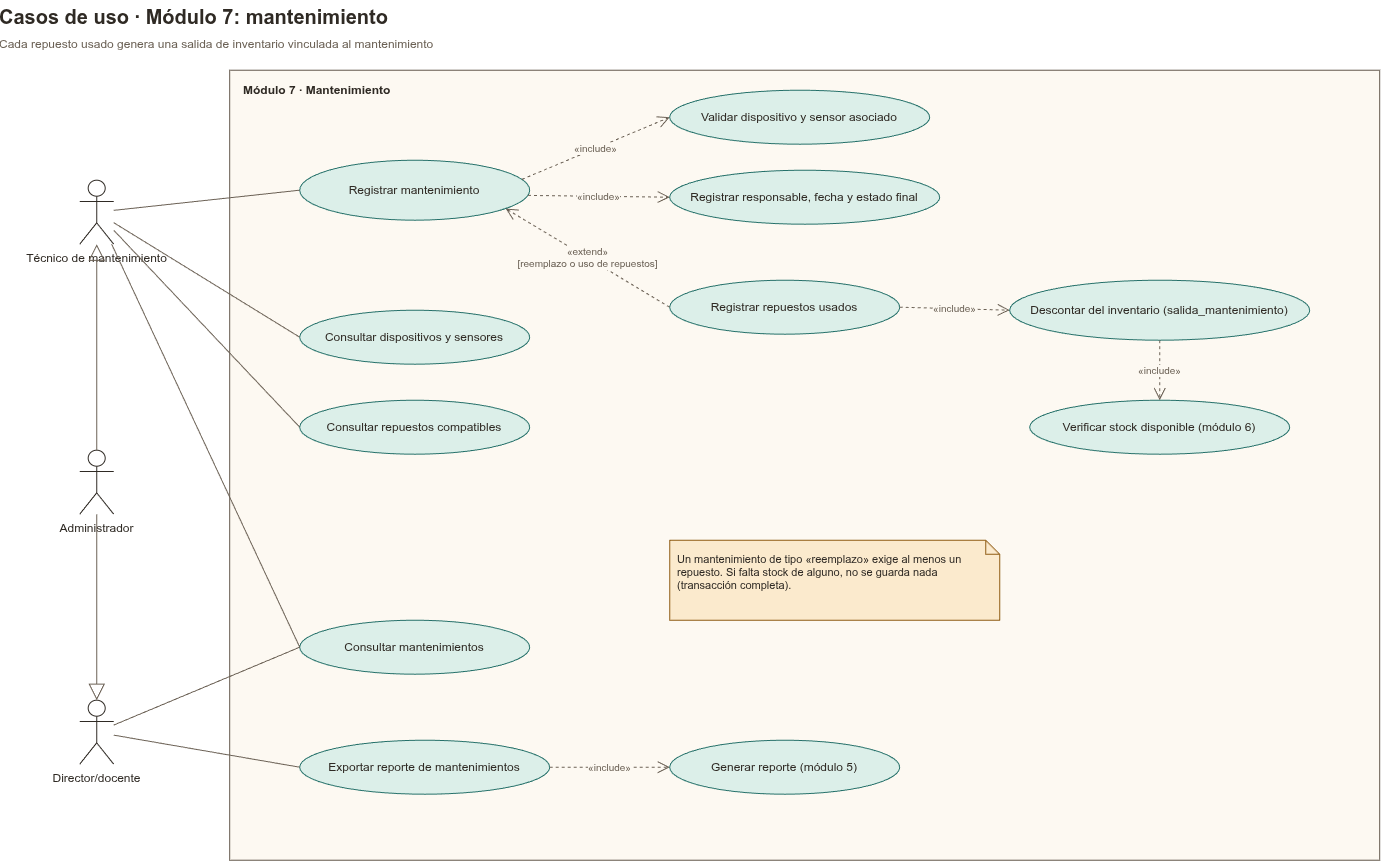 Casos de uso · Módulo 7: mantenimiento
Cada repuesto usado genera una salida de inventario vinculada al mantenimiento
Módulo 7 · Mantenimiento
Validar dispositivo y sensor asociado
«include»
Registrar mantenimiento
Registrar responsable, fecha y estado final
«include»
«extend»
[reemplazo o uso de repuestos]
Técnico de mantenimiento
Registrar repuestos usados
«include»
Descontar del inventario (salida_mantenimiento)
Consultar dispositivos y sensores
«include»
Consultar repuestos compatibles
Verificar stock disponible (módulo 6)
Administrador
Un mantenimiento de tipo «reemplazo» exige al menos un
repuesto. Si falta stock de alguno, no se guarda nada
(transacción completa).
Consultar mantenimientos
Director/docente
Exportar reporte de mantenimientos
«include»
Generar reporte (módulo 5)